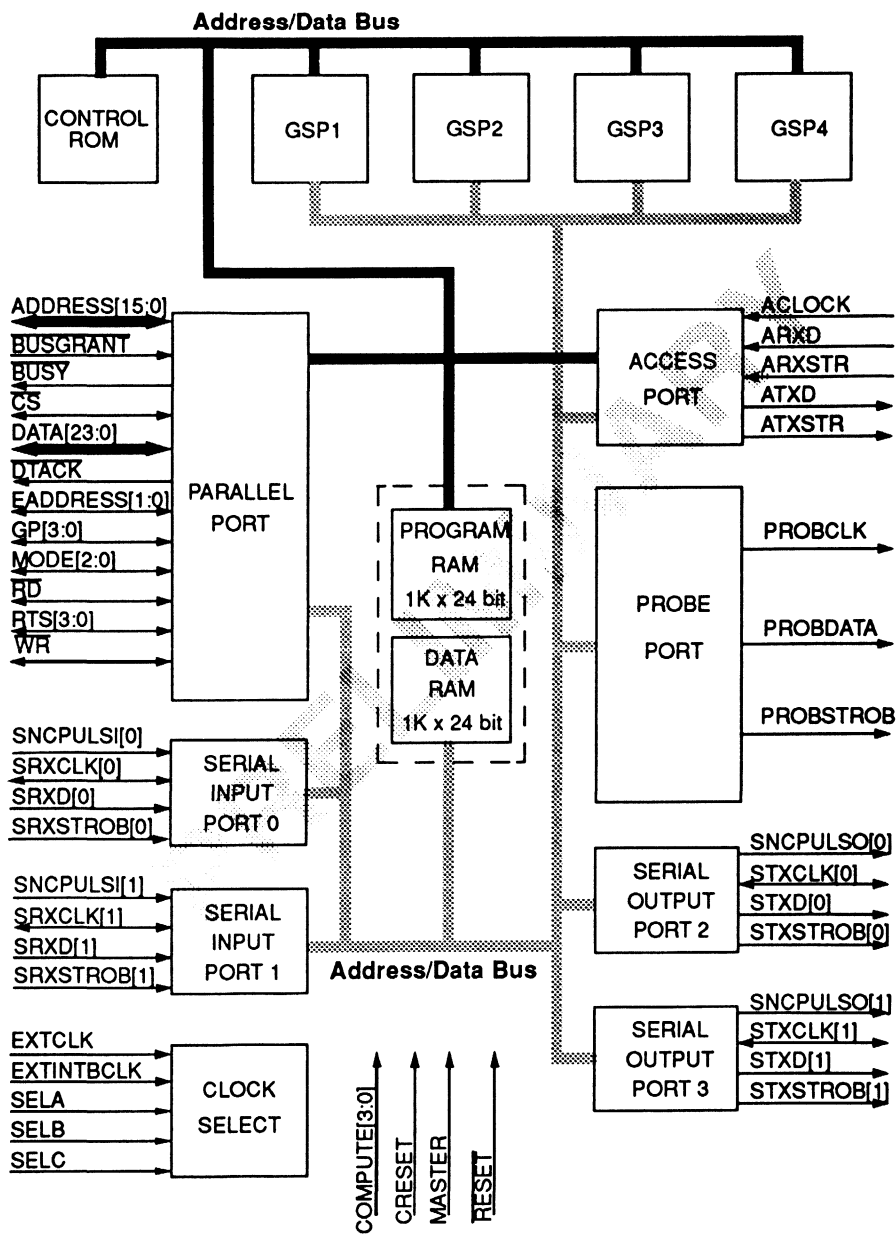 Address/Data Bus
CONTROL
ROM
GSP1
GSP2
GSP3
GSP4
ADDRESS[15:0]
BUSGRANT
BUSY
CS
DATA[23:0]
DTACK
EADDRESS[1:0]
GP[3:0]
MODE[2:0]
RD
RTS[3:0]
WR
PARALLEL
PORT
ACCESS
PORT
ACLOCK
ARXD
ARXSTR
ATXD
ATXSTR
PROGRAM
RAM
1K x 24 bit
DATA
RAM
1K x 24 bit
PROBE
PORT
PROBCLK
PROBDATA
PROBSTROB
SNCPULSI[0]
SRXCLK[0]
SRXD[0]
SRXSTROB[0]
SERIAL
INPUT
PORT 0
SNCPULSI[1]
SRXCLK[1]
SRXD[1]
SRXSTROB[1]
SERIAL
INPUT
PORT 1
Address/Data Bus
SERIAL
OUTPUT
PORT 2
SNCPULSO[0]
STXCLK[0]
STXD[0]
STXSTROB[0]
SERIAL
OUTPUT
PORT 3
SNCPULSO[1]
STXCLK[1]
STXD[1]
STXSTROB[1]
EXTCLK
EXTINTBCLK
SELA
SELB
SELC
CLOCK
SELECT
COMPUTE[3:0]
CRESET
MASTER
RESET